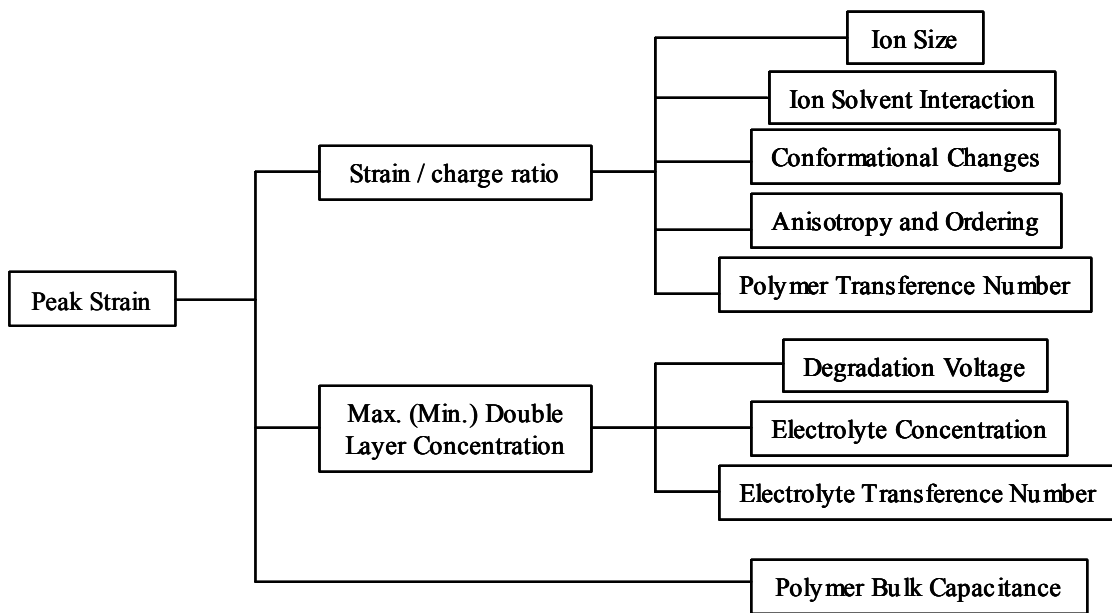 Ion Size
Ion Solvent Interaction
Strain / charge ratio
Conformational Changes
Anisotropy and Ordering
Polymer Transference Number
Peak Strain
Degradation Voltage
Max. (Min.) Double
Layer Concentration
Electrolyte Concentration
Electrolyte Transference Number
Polymer Bulk Capacitance